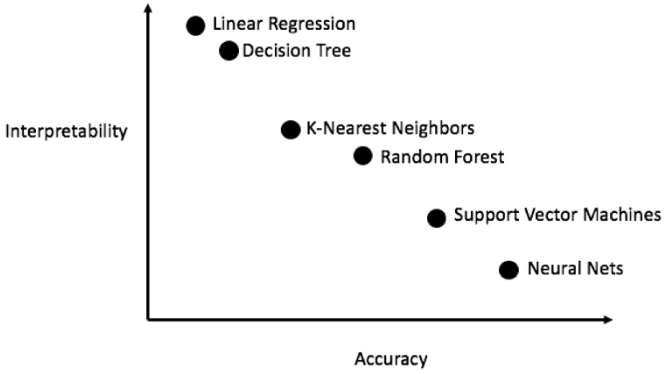 Linear Regression
Decision Tree
Interpretability
K-Nearest Neighbors
Random Forest
Support Vector Machines
Neural Nets
Accuracy